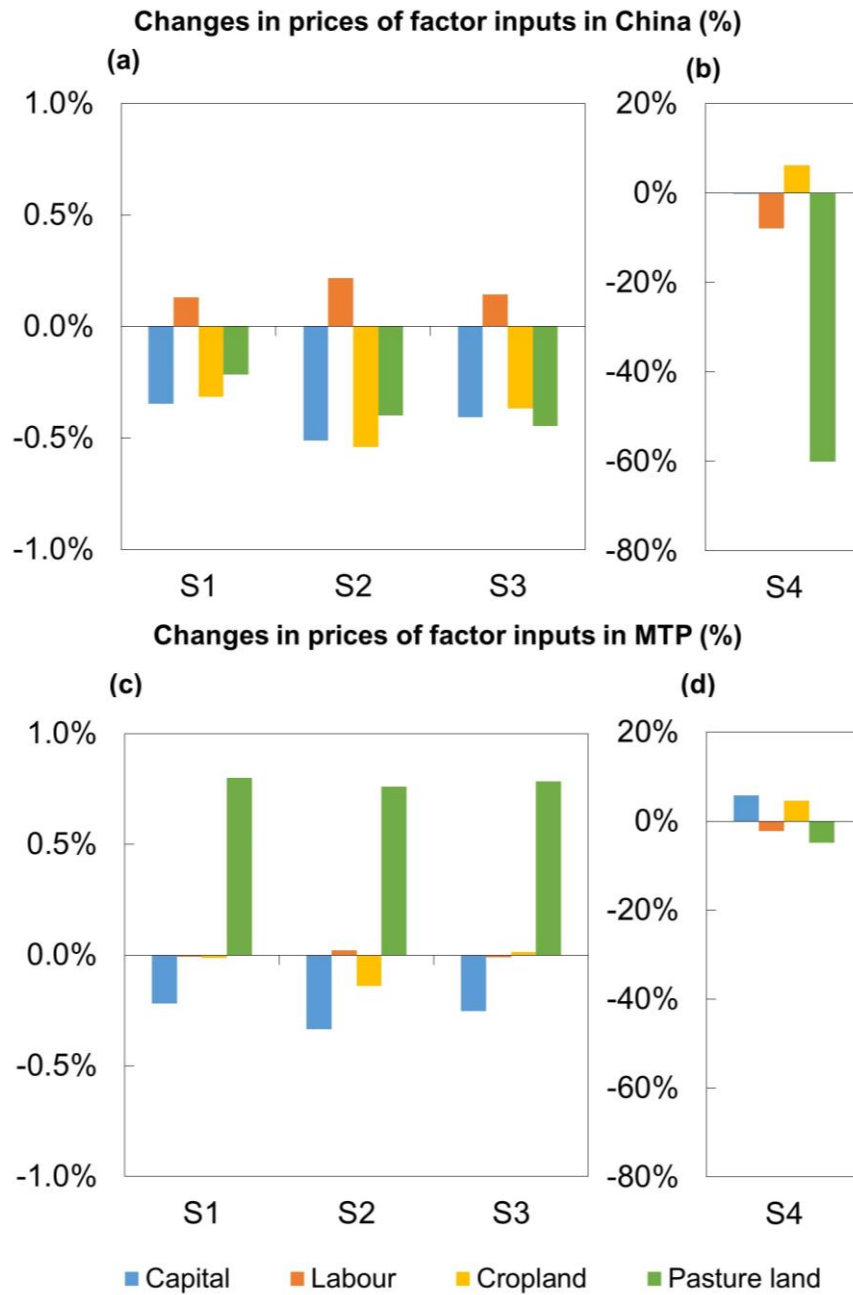 Changes in prices of factor inputs in China (%)
(a)
(b)
1.0%
0.5%
0.0%
-0.5%
-1.0%
S1
S2
S3
20%
0%
-20%
-40%
-60%
-80%
S4
Changes in prices of factor inputs in MTP (%)
(c)
(d)
1.0%
0.5%
0.0%
-0.5%
-1.0%
S1
S2
S3
20%
0%
-20%
-40%
-60%
-80%
S4
Capital
Labour
Cropland
Pasture land